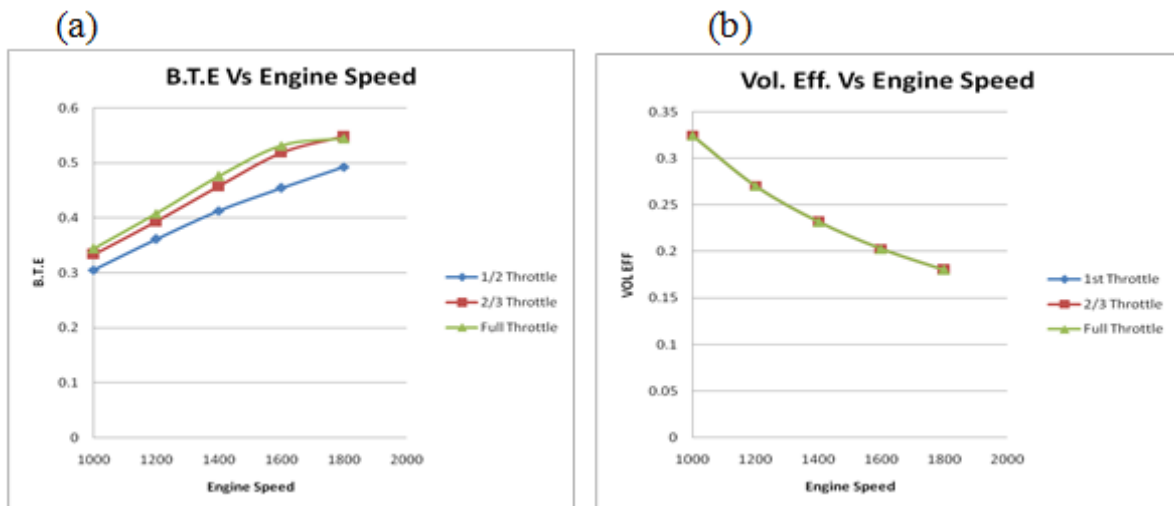 (a)
B.T.E Vs Engine Speed
0.6
0.5
0.4
0.3
0.2
0.1
0
B.T.E
1000 1200 1400 1600 1800 2000
Engine Speed
1/2 Throttle
2/3 Throttle
Full Throttle
(b)
Vol. Eff. Vs Engine Speed
0.35
0.3
0.25
0.2
0.15
0.1
0.05
0
VOL EFF
1000 1200 1400 1600 1800 2000
Engine Speed
1st Throttle
2/3 Throttle
Full Throttle